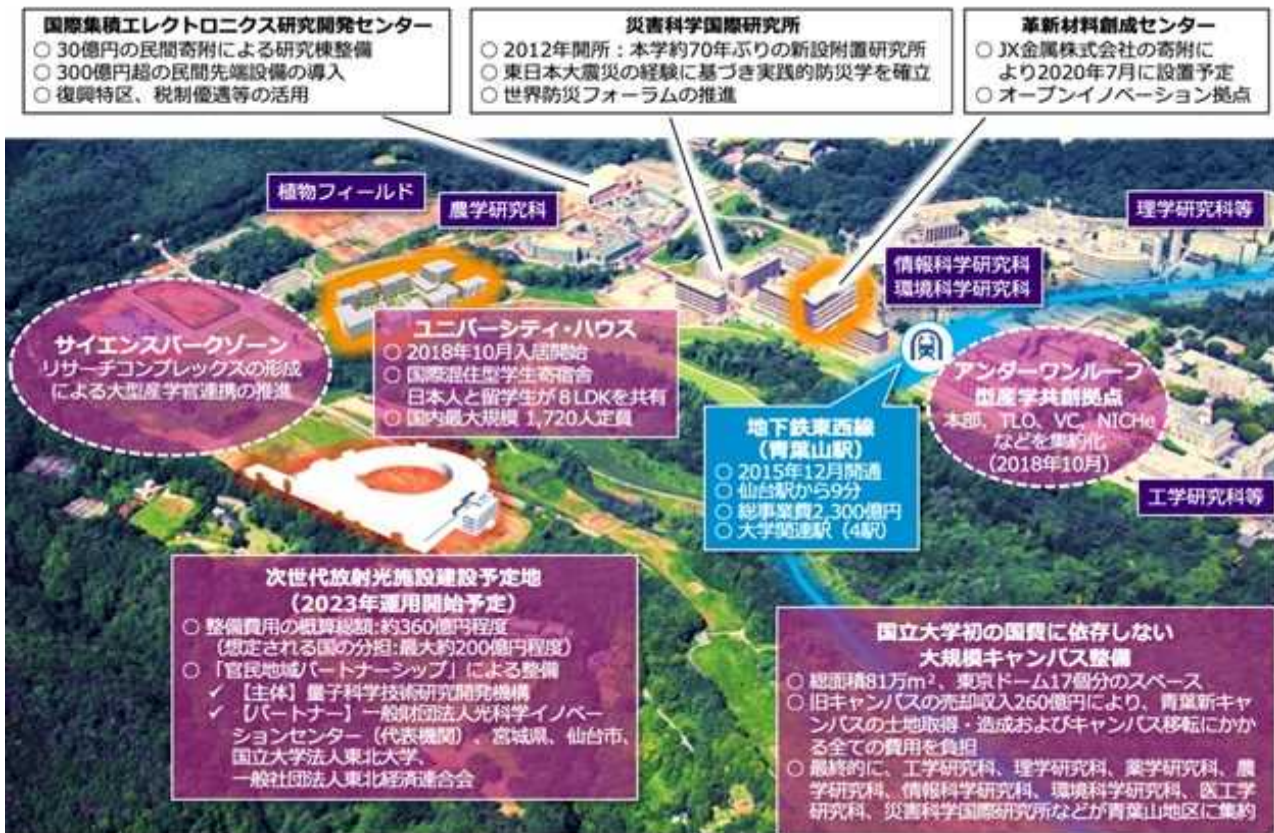 国際集積エレクトロニクス研究開発センター
○ 30億円の民間寄附による研究棟整備
○ 300億円超の民間先端設備の導入
○ 復興特区、税制優遇等の活用
災害科学国際研究所
○ 2012年開所：本学約70年ぶりの新設附置研究所
○ 東日本大震災の経験に基づき実践的防災学を確立
○ 世界防災フォーラムの推進
革新材料創成センター
○ JX金属株式会社の寄附に
より2020年7月に設置予定
○ オープンイノベーション拠点
植物フィールド
農学研究科
理学研究科等
情報科学研究科
環境科学研究科
サイエンスパークゾーン
リサーチコンプレックスの形成
による大型産学官連携の推進
ユニバーシティ・ハウス
○ 2018年10月入居開始
○ 国際混住型学生寄宿舎
日本人と留学生が８LDKを共有
○ 国内最大規模 1,720人定員
アンダーワンルーフ
型産学共創拠点
本部、TLO、VC、NICHe
などを集約化
（2018年10月）
地下鉄東西線
（青葉山駅）
○ 2015年12月開通
○ 仙台駅から9分
○ 総事業費2,300億円
○ 大学関連駅（4駅）
工学研究科等
次世代放射光施設建設予定地
（2023年運用開始予定）
○ 整備費用の概算総額:約360億円程度
（想定される国の分担:最大約200億円程度）
○ 「官民地域パートナーシップ」による整備
✓ 【主体】量子科学技術研究開発機構
✓ 【パートナー】一般財団法人光科学イノベー
ションセンター（代表機関）、宮城県、仙台市、
国立大学法人東北大学、
一般社団法人東北経済連合会
国立大学初の国費に依存しない
大規模キャンパス整備
○ 総面積81万m²、東京ドーム17個分のスペース
○ 旧キャンパスの売却収入260億円により、青葉新キャ
ンパスの土地取得・造成およびキャンパス移転にかか
る全ての費用を負担
○ 最終的に、工学研究科、理学研究科、薬学研究科、農
学研究科、情報科学研究科、環境科学研究科、医工学
研究科、災害科学国際研究所などが青葉山地区に集約